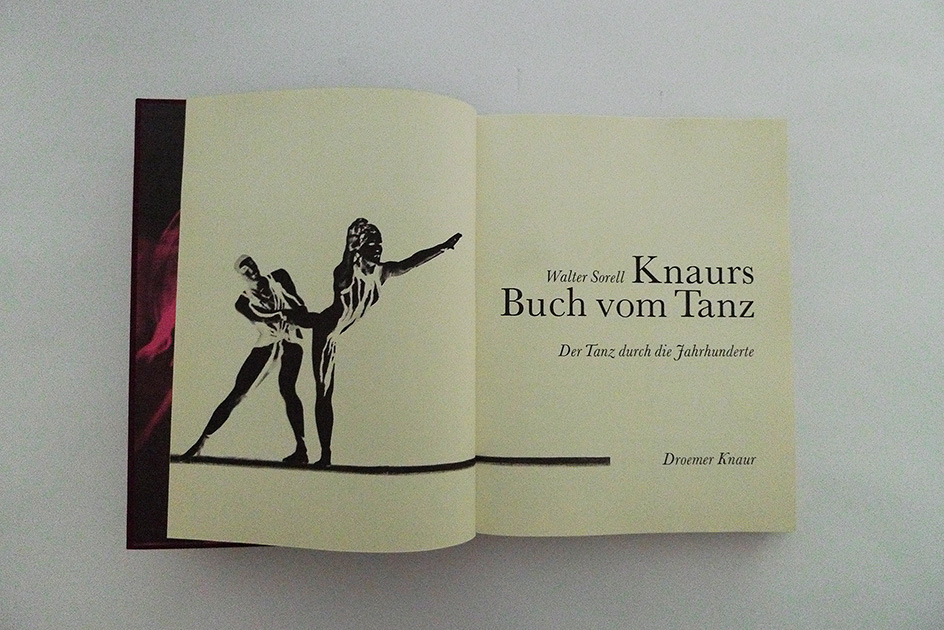 Walter Sorell Knaurs
Buch vom Tanz
Der Tanz durch die Jahrhunderte
Droemer Knaur